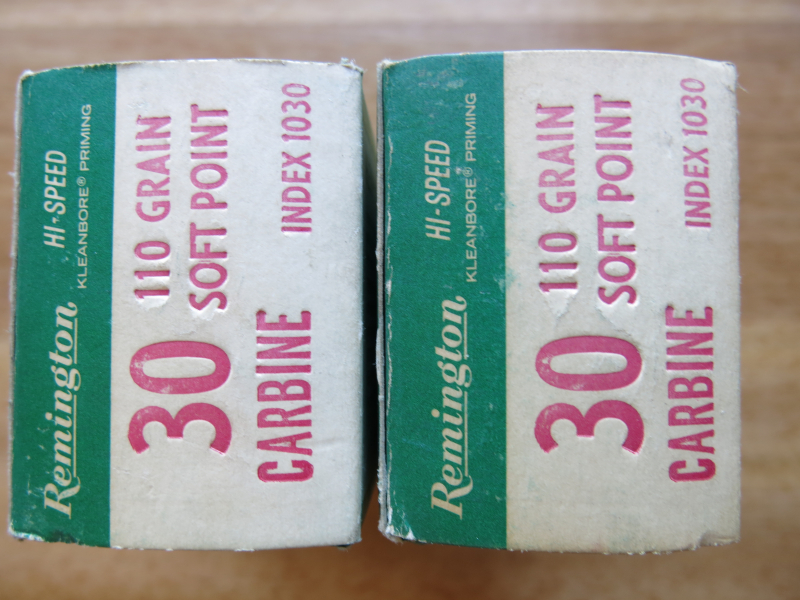 Remington HI-SPEED
KLEANBORE® PRIMING
30 110 GRAIN
SOFT POINT
CARBINE INDEX 1030
Remington HI-SPEED
KLEANBORE® PRIMING
30 110 GRAIN
SOFT POINT
CARBINE INDEX 1030